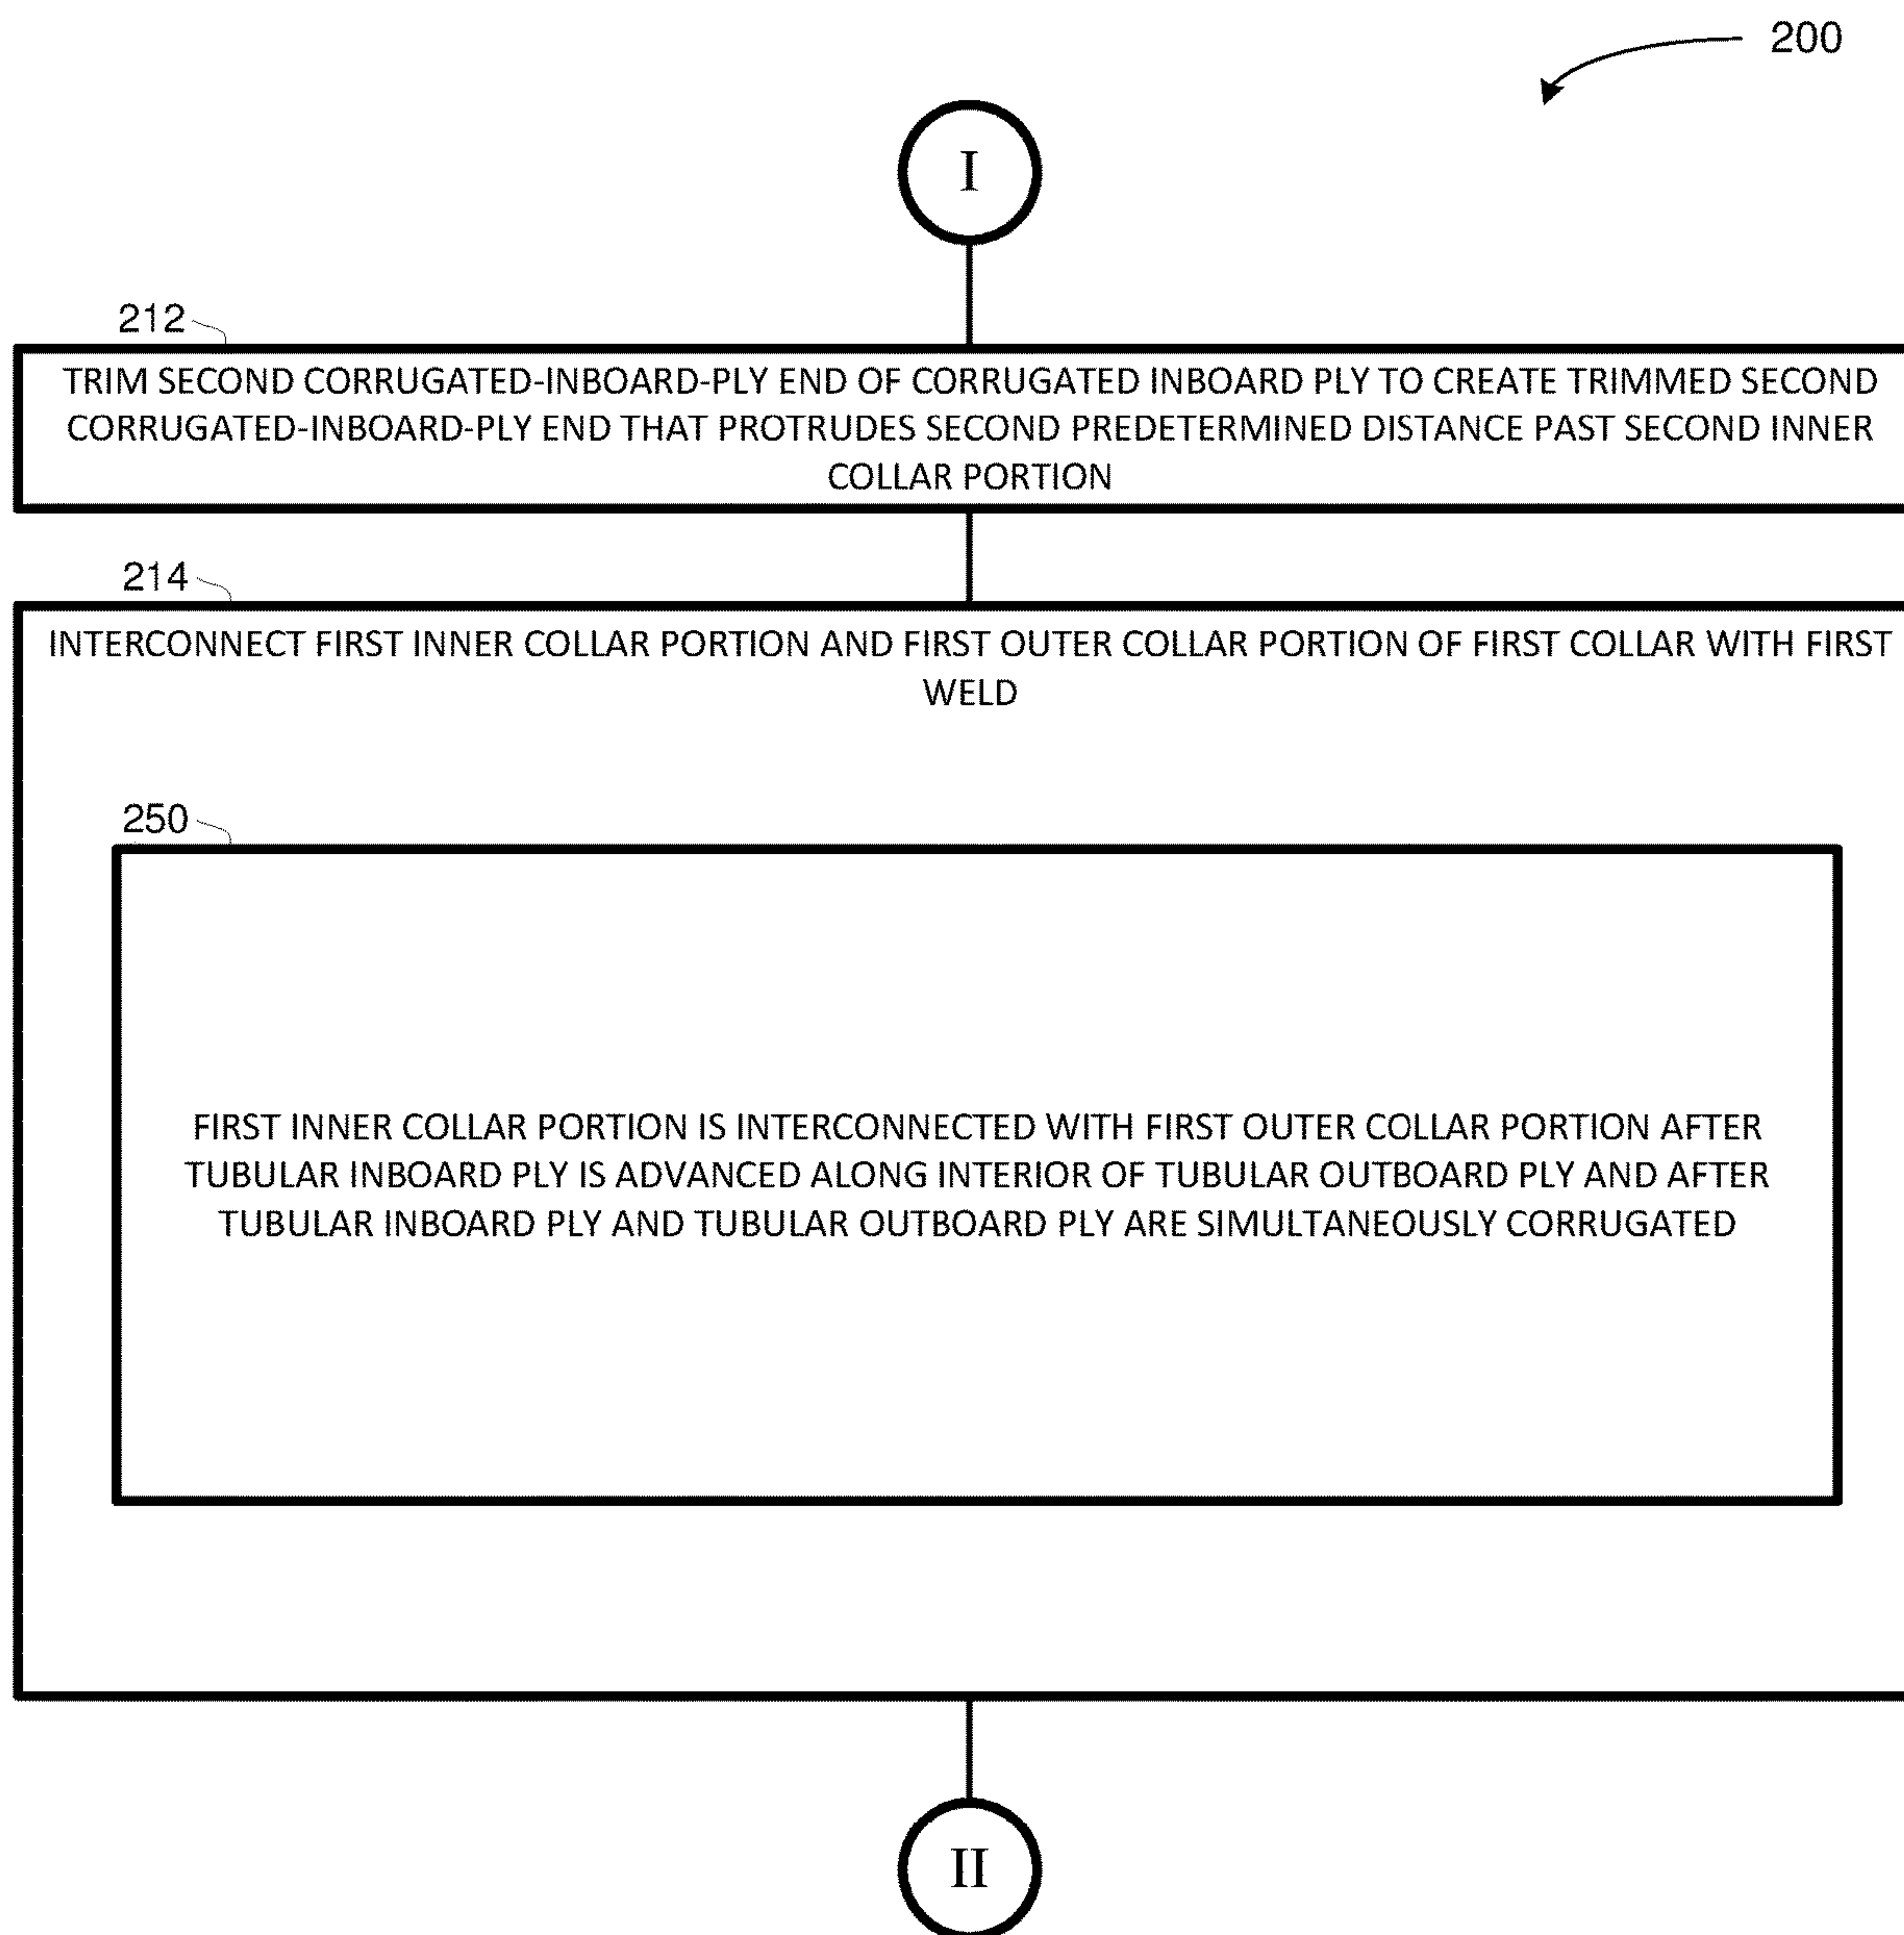 200
I
212
TRIM SECOND CORRUGATED-INBOARD-PLY END OF CORRUGATED INBOARD PLY TO CREATE TRIMMED SECOND
CORRUGATED-INBOARD-PLY END THAT PROTRUDES SECOND PREDETERMINED DISTANCE PAST SECOND INNER
COLLAR PORTION
214
INTERCONNECT FIRST INNER COLLAR PORTION AND FIRST OUTER COLLAR PORTION OF FIRST COLLAR WITH FIRST
WELD
250
FIRST INNER COLLAR PORTION IS INTERCONNECTED WITH FIRST OUTER COLLAR PORTION AFTER
TUBULAR INBOARD PLY IS ADVANCED ALONG INTERIOR OF TUBULAR OUTBOARD PLY AND AFTER
TUBULAR INBOARD PLY AND TUBULAR OUTBOARD PLY ARE SIMULTANEOUSLY CORRUGATED
II